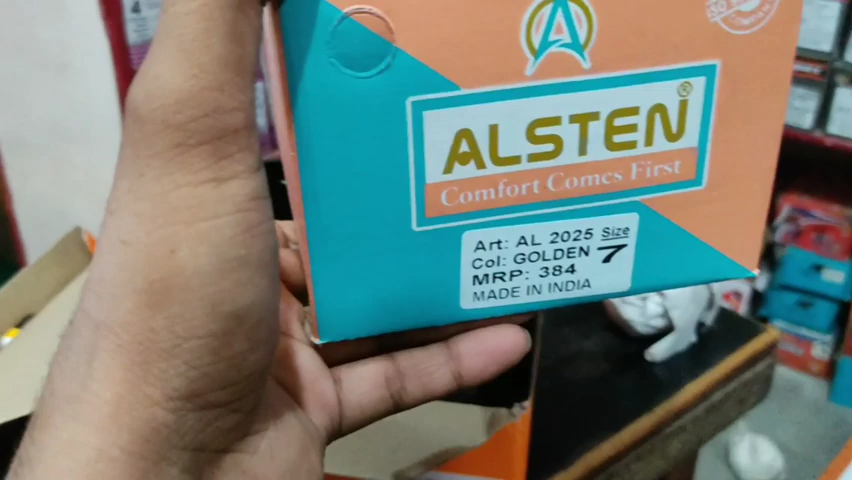 ALSTEN®
Comfort Comes First
Art: AL 2025
Col: GOLDEN
MRP: 384
MADE IN INDIA
Size
7